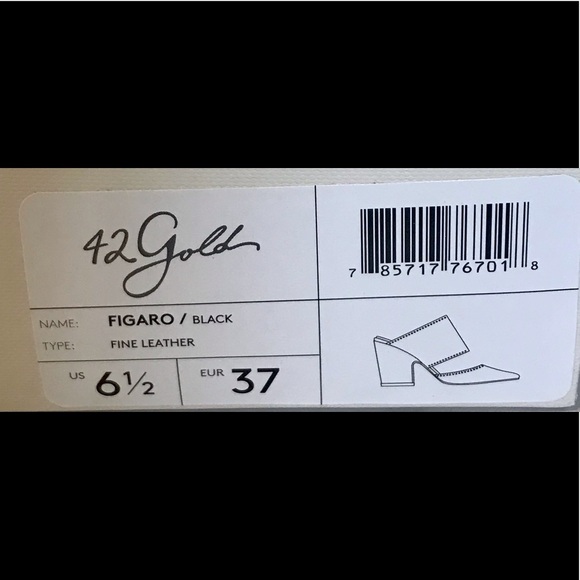 42 Gold
7 85717 76701 8
NAME: FIGARO / BLACK
TYPE: FINE LEATHER
US 6½ EUR 37